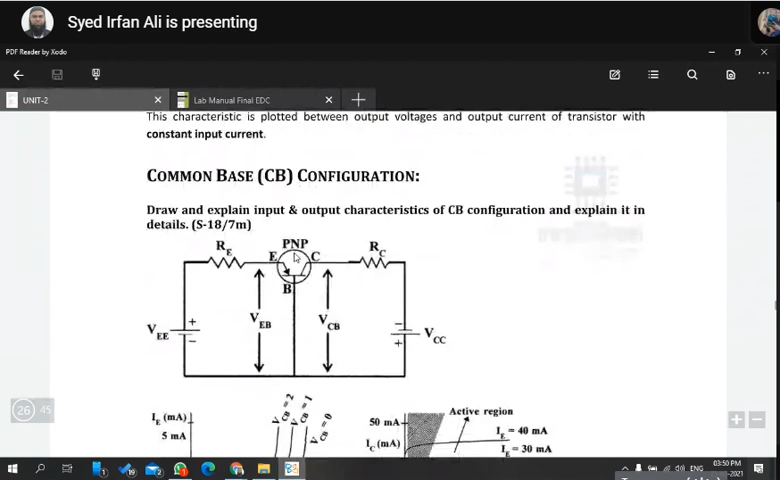 Syed Irfan Ali is presenting
PDF Reader by Xodo
UNIT-2
Lab Manual Final EDC
This characteristic is plotted between output voltages and output current of transistor with
constant input current.
COMMON BASE (CB) CONFIGURATION:
Draw and explain input & output characteristics of CB configuration and explain it in
details. (S-18/7m)
RE PNP RC
E C
B
VEB VCB
VEE + −
− + VCC
26 45
IE (mA)
5 mA
VCB = 2
VCB = 1
VCB = 0
50 mA
IC (mA)
Active region
IE = 40 mA
IE = 30 mA
ENG
03:50 PM